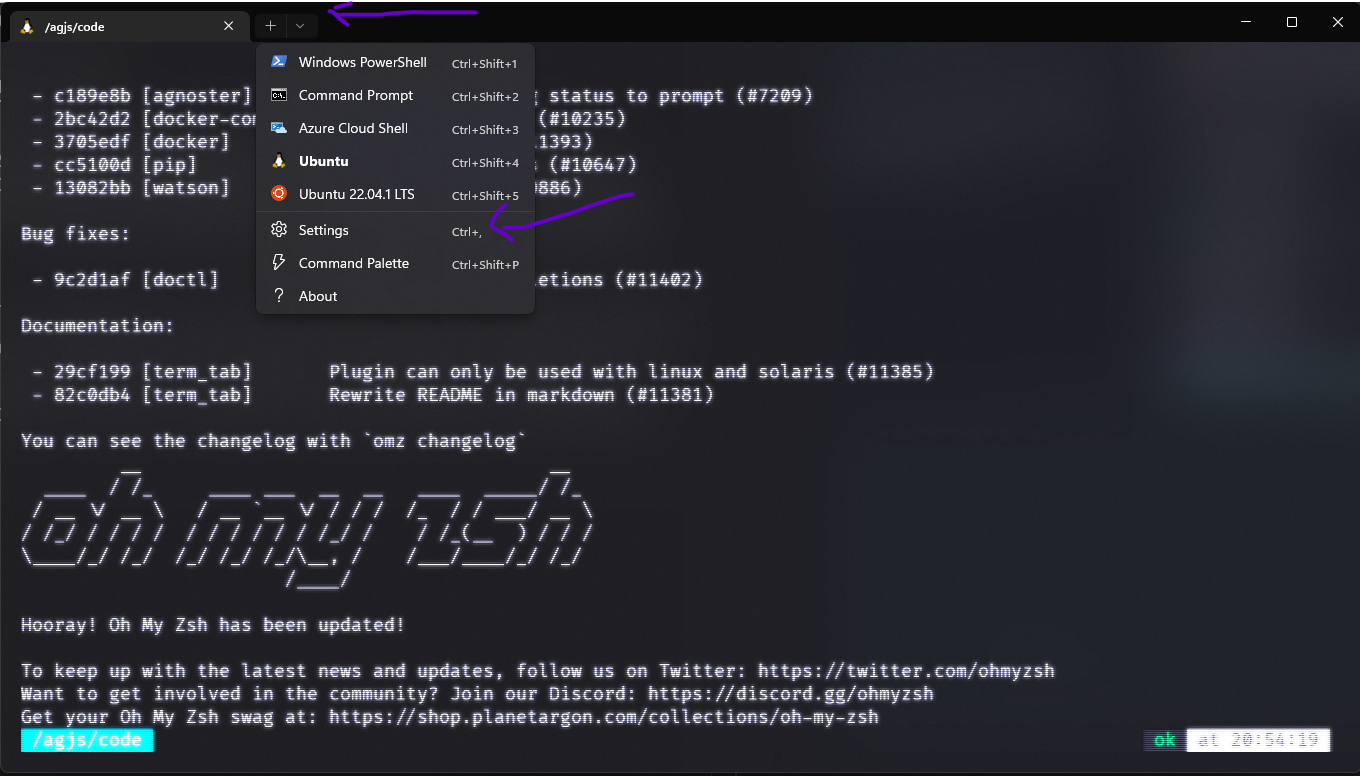 /agjs/code
Windows PowerShell Ctrl+Shift+1
- c189e8b [agnoster] Command Prompt Ctrl+Shift+2 status to prompt (#7209)
- 2bc42d2 [docker-com (#10235)
- 3705edf [docker] Azure Cloud Shell Ctrl+Shift+3 1393)
- cc5100d [pip] Ubuntu Ctrl+Shift+4 (#10647)
- 13082bb [watson] Ubuntu 22.04.1 LTS Ctrl+Shift+5 886)
Bug fixes: Settings Ctrl+,
Command Palette Ctrl+Shift+P
- 9c2d1af [doctl] etions (#11402)
? About
Documentation:
- 29cf199 [term_tab] Plugin can only be used with linux and solaris (#11385)
- 82c0db4 [term_tab] Rewrite README in markdown (#11381)
You can see the changelog with `omz changelog`
oh my zsh
Hooray! Oh My Zsh has been updated!
To keep up with the latest news and updates, follow us on Twitter: https://twitter.com/ohmyzsh
Want to get involved in the community? Join our Discord: https://discord.gg/ohmyzsh
Get your Oh My Zsh swag at: https://shop.planetargon.com/collections/oh-my-zsh
/agjs/code ok at 20:54:19